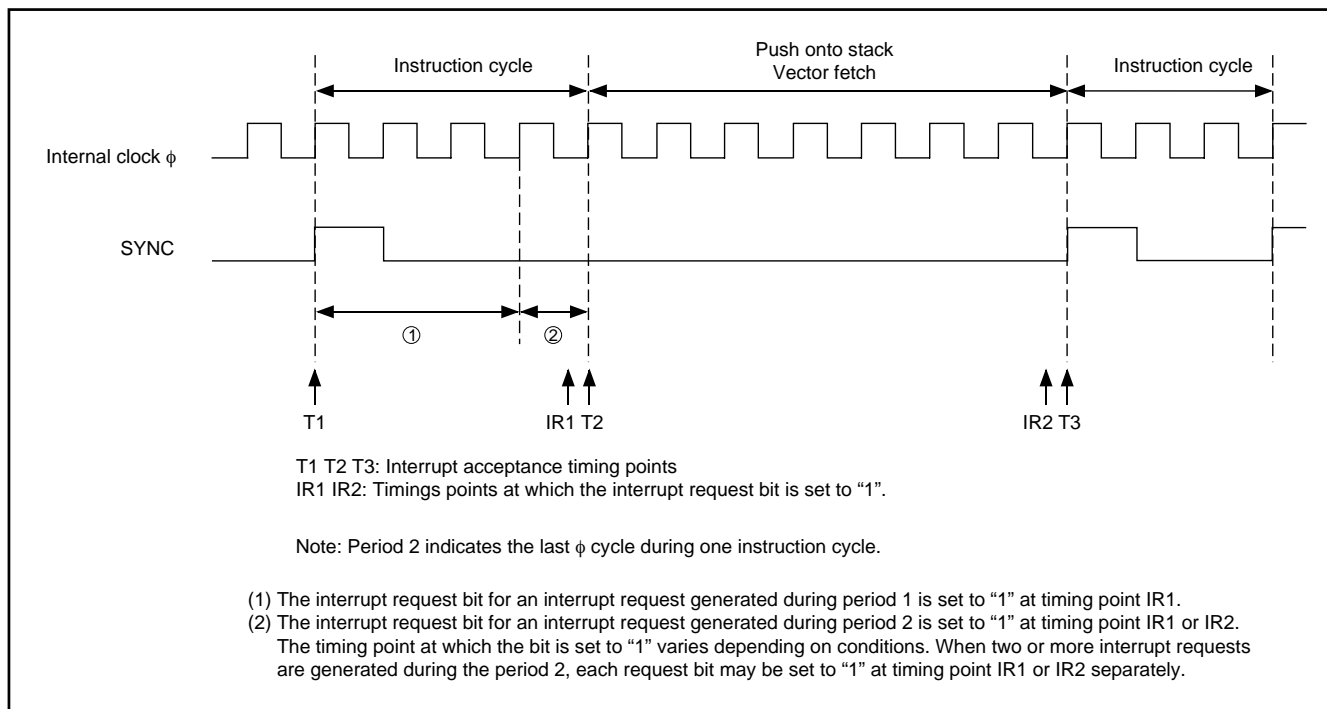 Push onto stack
Instruction cycle
Vector fetch
Instruction cycle
Internal clock ϕ
SYNC
① ②
T1 IR1 T2 IR2 T3
T1 T2 T3: Interrupt acceptance timing points
IR1 IR2: Timings points at which the interrupt request bit is set to “1”.
Note: Period 2 indicates the last ϕ cycle during one instruction cycle.
(1) The interrupt request bit for an interrupt request generated during period 1 is set to “1” at timing point IR1.
(2) The interrupt request bit for an interrupt request generated during period 2 is set to “1” at timing point IR1 or IR2.
The timing point at which the bit is set to “1” varies depending on conditions. When two or more interrupt requests
are generated during the period 2, each request bit may be set to “1” at timing point IR1 or IR2 separately.